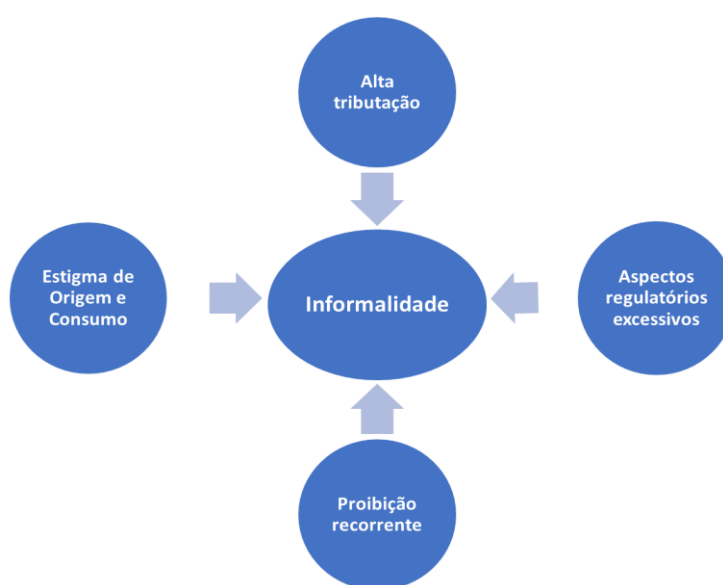 Alta
tributação
Estigma de
Origem e
Consumo
Informalidade
Aspectos
regulatórios
excessivos
Proibição
recorrente